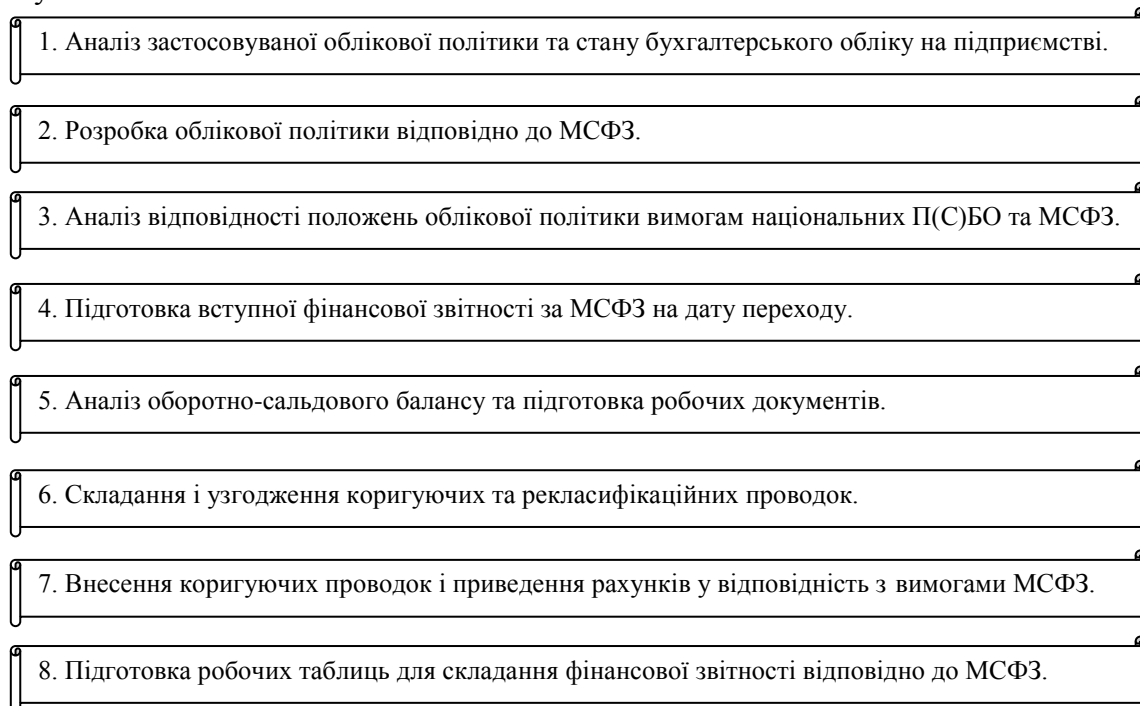 1. Аналіз застосовуваної облікової політики та стану бухгалтерського обліку на підприємстві.
2. Розробка облікової політики відповідно до МСФЗ.
3. Аналіз відповідності положень облікової політики вимогам національних П(С)БО та МСФЗ.
4. Підготовка вступної фінансової звітності за МСФЗ на дату переходу.
5. Аналіз оборотно-сальдового балансу та підготовка робочих документів.
6. Складання і узгодження коригуючих та рекласифікаційних проводок.
7. Внесення коригуючих проводок і приведення рахунків у відповідність з вимогами МСФЗ.
8. Підготовка робочих таблиць для складання фінансової звітності відповідно до МСФЗ.